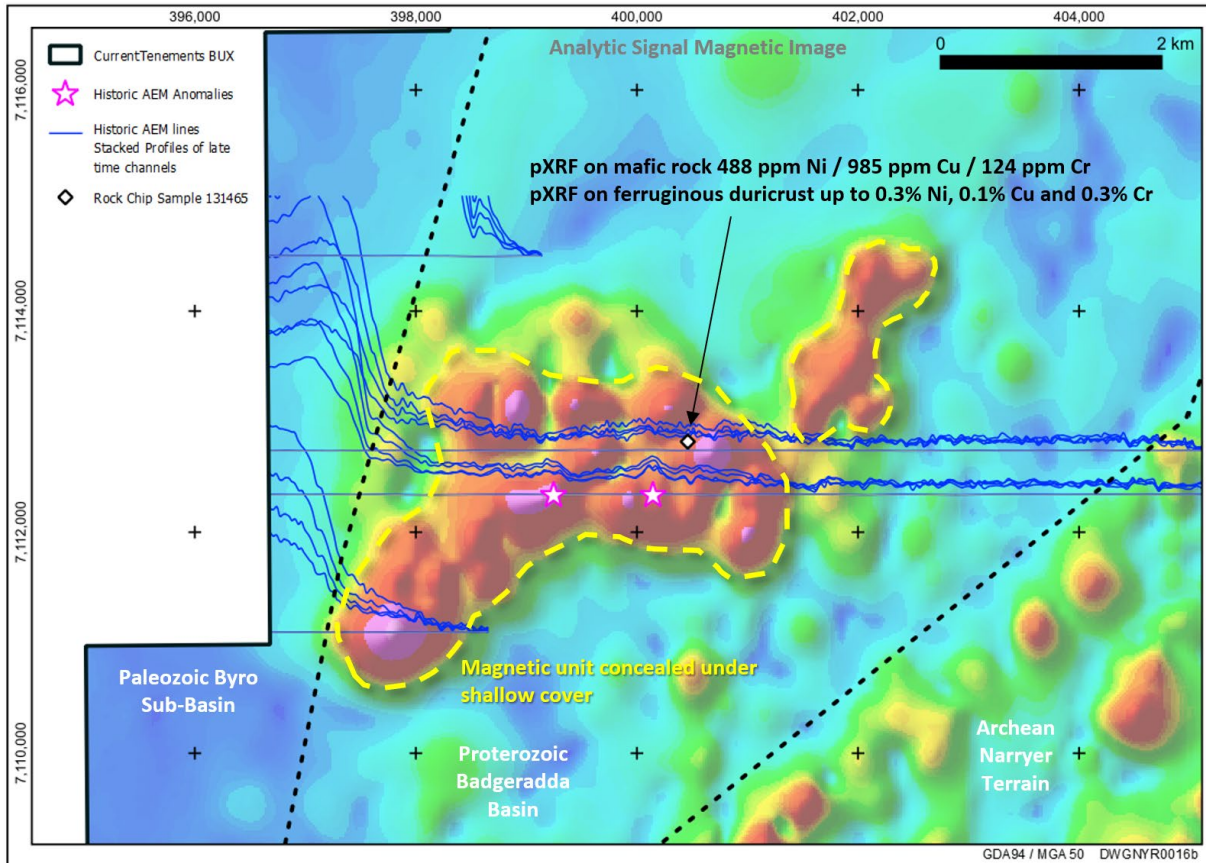 396,000
398,000
400,000
402,000
404,000
Analytic Signal Magnetic Image
0
2 km
CurrentTenements BUX
Historic AEM Anomalies
Historic AEM lines
Stacked Profiles of late
time channels
Rock Chip Sample 131465
pXRF on mafic rock 488 ppm Ni / 985 ppm Cu / 124 ppm Cr
pXRF on ferruginous duricrust up to 0.3% Ni, 0.1% Cu and 0.3% Cr
7,116,000
7,114,000
7,112,000
7,110,000
Magnetic unit concealed under
shallow cover
Paleozoic Byro
Sub-Basin
Proterozoic
Badgeradda
Basin
Archean
Narryer
Terrain
GDA94 / MGA 50 DWGNYR0016b